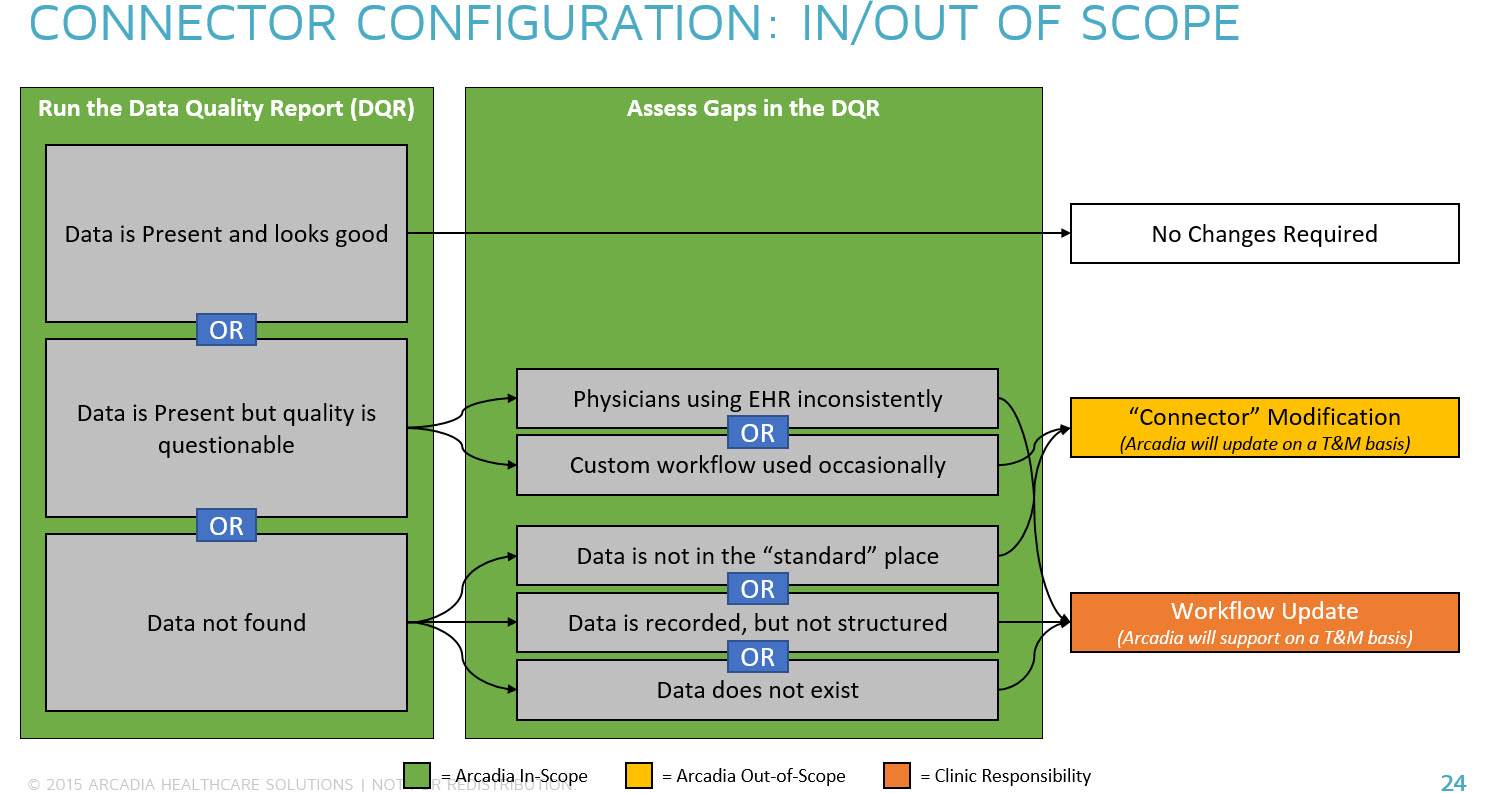 CONNECTOR CONFIGURATION: IN/OUT OF SCOPE
Run the Data Quality Report (DQR)
Assess Gaps in the DQR
Data is Present and looks good
No Changes Required
OR
Data is Present but quality is
questionable
Physicians using EHR inconsistently
OR
Custom workflow used occasionally
"Connector" Modification
(Arcadia will update on a T&M basis)
OR
Data not found
Data is not in the “standard” place
OR
Data is recorded, but not structured
OR
Data does not exist
Workflow Update
(Arcadia will support on a T&M basis)
= Arcadia In-Scope
= Arcadia Out-of-Scope
= Clinic Responsibility
© 2015 ARCADIA HEALTHCARE SOLUTIONS | NOT REDISTRIBUTION.
24